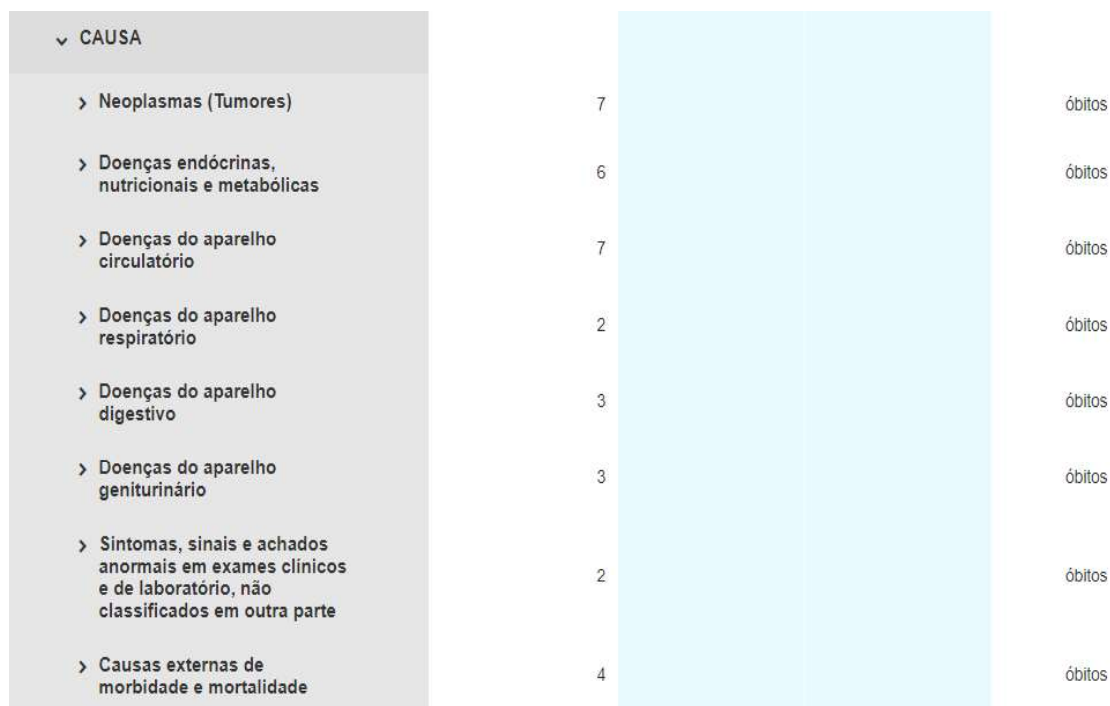 CAUSA
Neoplasmas (Tumores) 7 óbitos
Doenças endócrinas,
nutricionais e metabólicas 6 óbitos
Doenças do aparelho
circulatório 7 óbitos
Doenças do aparelho
respiratório 2 óbitos
Doenças do aparelho
digestivo 3 óbitos
Doenças do aparelho
geniturinário 3 óbitos
Sintomas, sinais e achados
anormais em exames clínicos
e de laboratório, não
classificados em outra parte 2 óbitos
Causas externas de
morbidade e mortalidade 4 óbitos